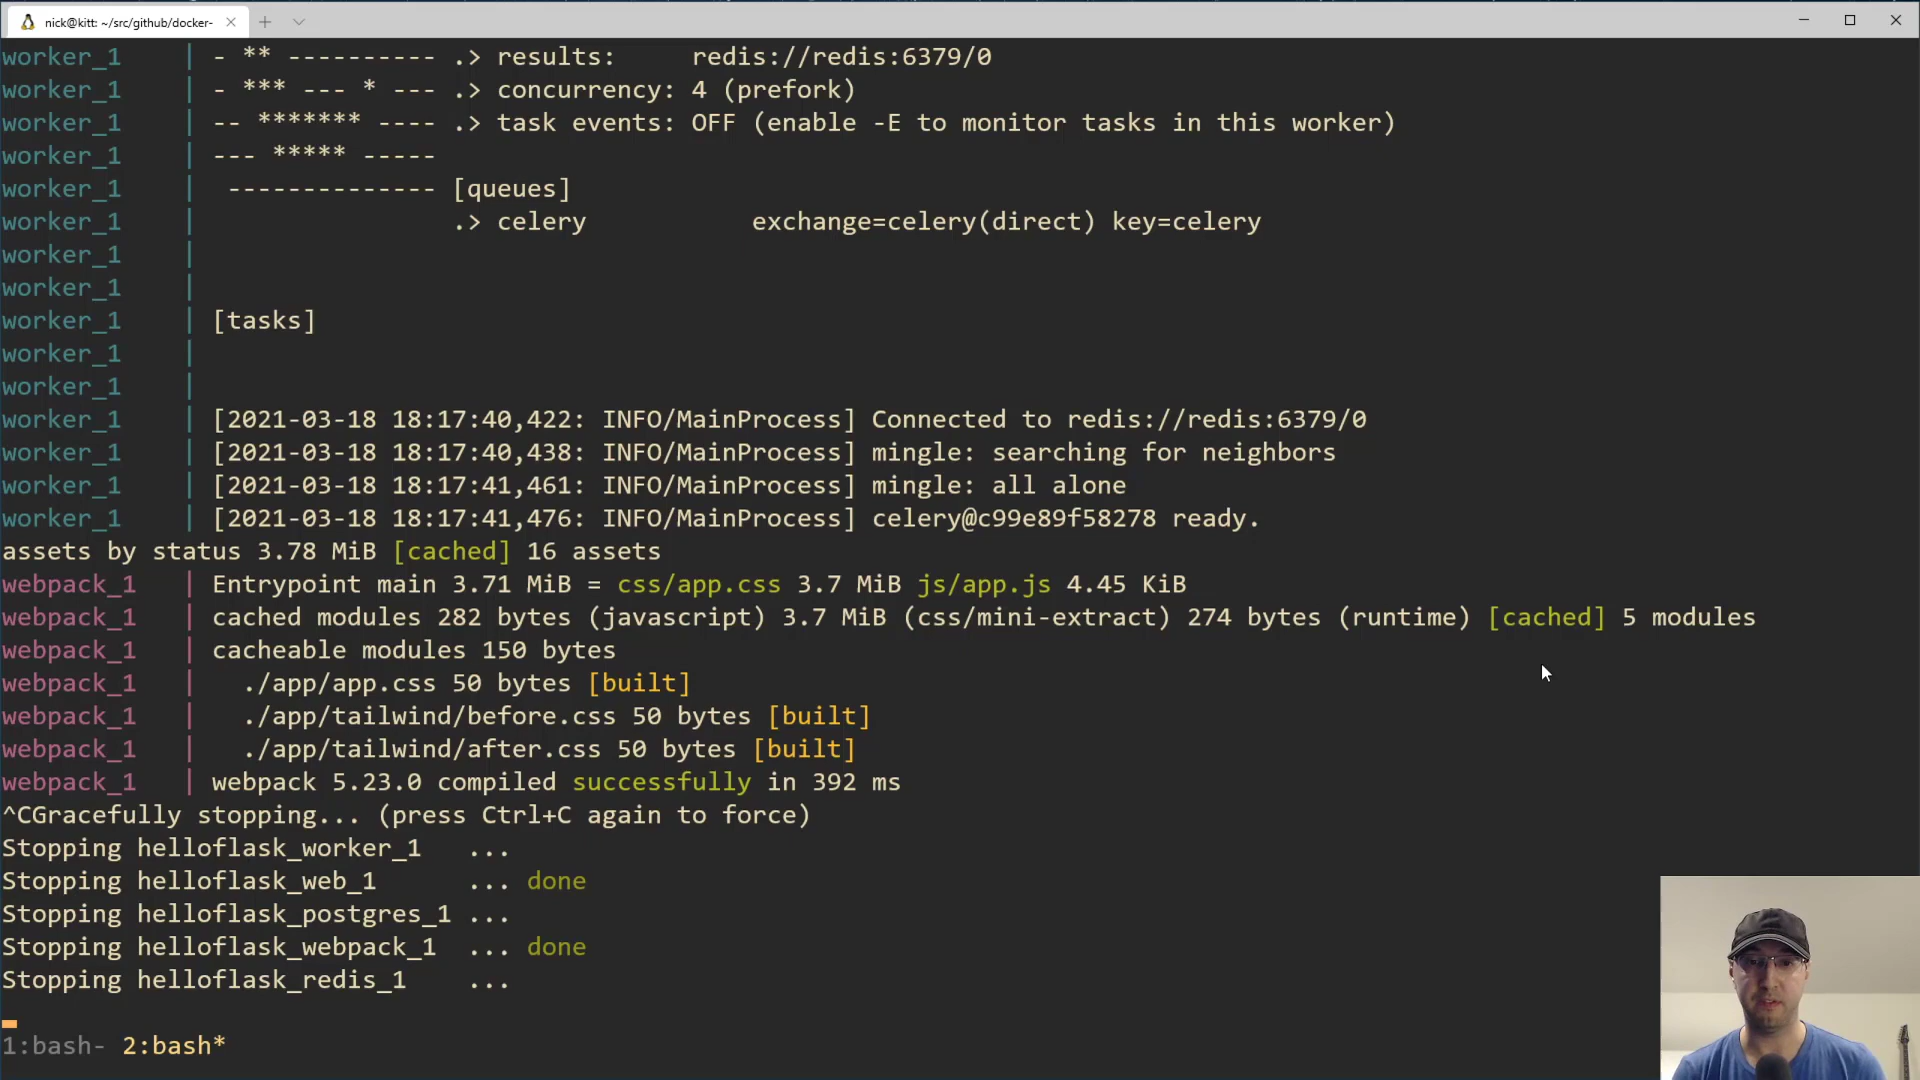 nick@kitt: ~/src/github/docker-
worker_1 | - ** ---------- .> results: redis://redis:6379/0
worker_1 | - *** --- * --- .> concurrency: 4 (prefork)
worker_1 | -- ******* ---- .> task events: OFF (enable -E to monitor tasks in this worker)
worker_1 | --- ***** -----
worker_1 | -------------- [queues]
worker_1 | .> celery exchange=celery(direct) key=celery
worker_1 |
worker_1 |
worker_1 | [tasks]
worker_1 |
worker_1 |
worker_1 | [2021-03-18 18:17:40,422: INFO/MainProcess] Connected to redis://redis:6379/0
worker_1 | [2021-03-18 18:17:40,438: INFO/MainProcess] mingle: searching for neighbors
worker_1 | [2021-03-18 18:17:41,461: INFO/MainProcess] mingle: all alone
worker_1 | [2021-03-18 18:17:41,476: INFO/MainProcess] celery@c99e89f58278 ready.
assets by status 3.78 MiB [cached] 16 assets
webpack_1 | Entrypoint main 3.71 MiB = css/app.css 3.7 MiB js/app.js 4.45 KiB
webpack_1 | cached modules 282 bytes (javascript) 3.7 MiB (css/mini-extract) 274 bytes (runtime) [cached] 5 modules
webpack_1 | cacheable modules 150 bytes
webpack_1 | ./app/app.css 50 bytes [built]
webpack_1 | ./app/tailwind/before.css 50 bytes [built]
webpack_1 | ./app/tailwind/after.css 50 bytes [built]
webpack_1 | webpack 5.23.0 compiled successfully in 392 ms
^CGracefully stopping... (press Ctrl+C again to force)
Stopping helloflask_worker_1 ...
Stopping helloflask_web_1 ... done
Stopping helloflask_postgres_1 ...
Stopping helloflask_webpack_1 ... done
Stopping helloflask_redis_1 ...
1:bash- 2:bash*